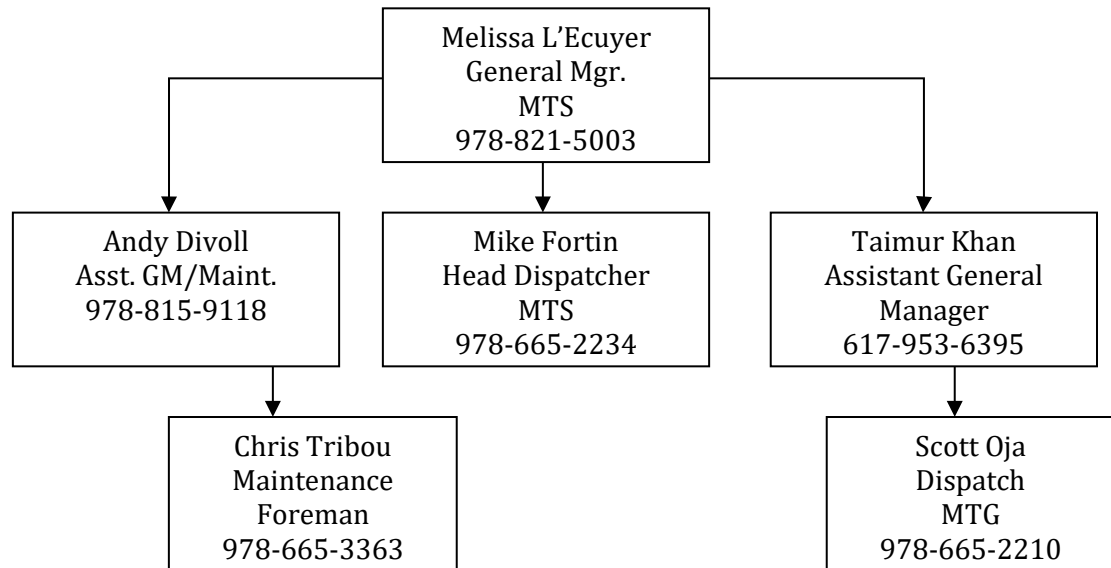 Melissa L’Ecuyer
General Mgr.
MTS
978-821-5003
Andy Divoll
Asst. GM/Maint.
978-815-9118
Mike Fortin
Head Dispatcher
MTS
978-665-2234
Taimur Khan
Assistant General
Manager
617-953-6395
Chris Tribou
Maintenance
Foreman
978-665-3363
Scott Oja
Dispatch
MTG
978-665-2210